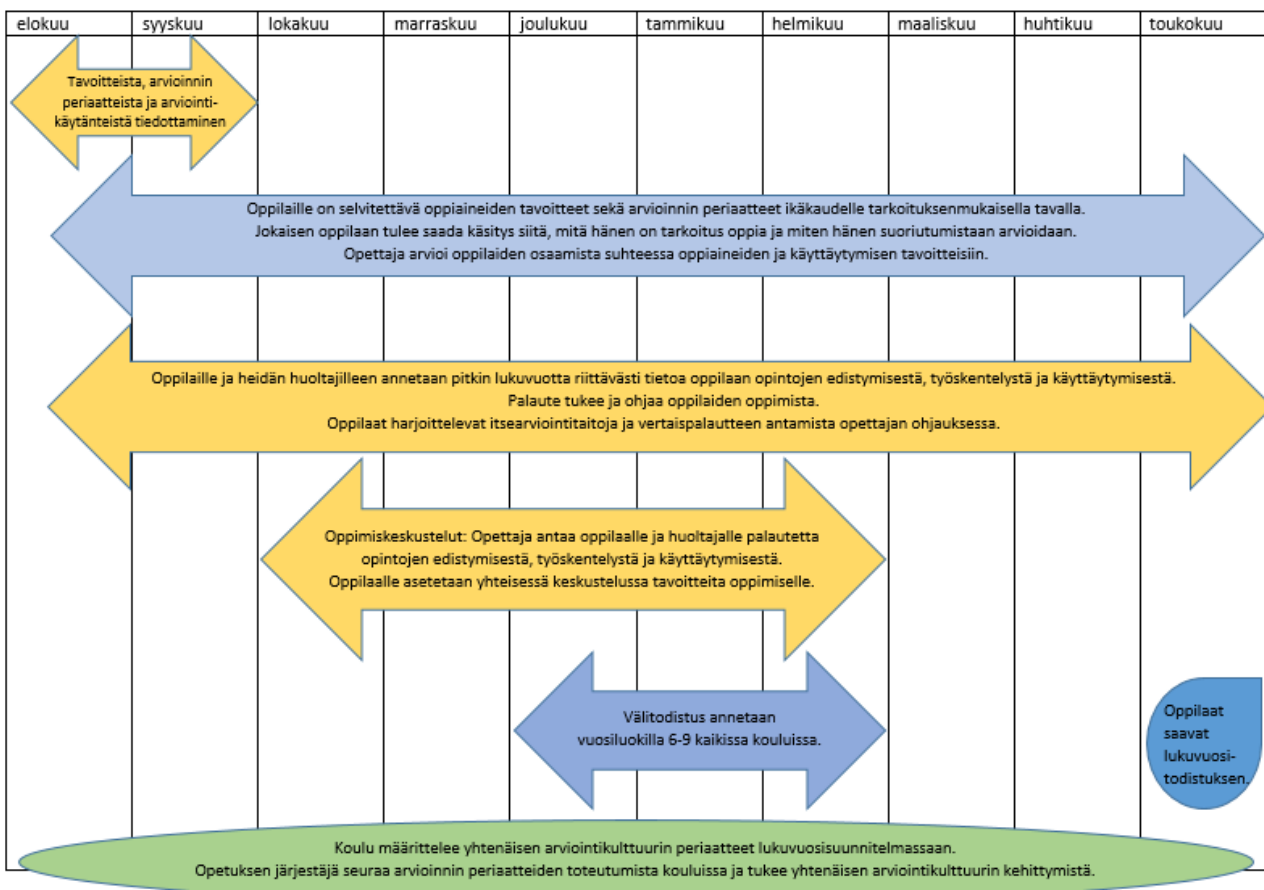 elokuu syyskuu lokakuu marraskuu joulukuu tammikuu helmikuu maaliskuu huhtikuu toukokuu
Tavoitteista, arvioinnin
periaatteista ja arviointi-
käytänteistä tiedottaminen
Oppilaille on selvitettävä oppiaineiden tavoitteet sekä arvioinnin periaatteet ikäkaudelle tarkoituksenmukaisella tavalla.
Jokaisen oppilaan tulee saada käsitys siitä, mitä hänen on tarkoitus oppia ja miten hänen suoriutumistaan arvioidaan.
Opettaja arvioi oppilaiden osaamista suhteessa oppiaineiden ja käyttäytymisen tavoitteisiin.
Oppilaille ja heidän huoltajilleen annetaan pitkin lukuvuotta riittävästi tietoa oppilaan opintojen edistymisestä, työskentelystä ja käyttäytymisestä.
Palaute tukee ja ohjaa oppilaiden oppimista.
Oppilaat harjoittelevat itsearviointitaitoja ja vertaispalautteen antamista opettajan ohjauksessa.
Oppimiskeskustelut: Opettaja antaa oppilaalle ja huoltajalle palautetta
opintojen edistymisestä, työskentelystä ja käyttäytymisestä.
Oppilaalle asetetaan yhteisessä keskustelussa tavoitteita oppimiselle.
Välitodistus annetaan
vuosiluokilla 6-9 kaikissa kouluissa.
Oppilaat
saavat
lukuvuosi-
todistuksen.
Koulu määrittelee yhtenäisen arviointikulttuurin periaatteet lukuvuosisuunnitelmassaan.
Opetuksen järjestäjä seuraa arvioinnin periaatteiden toteutumista kouluissa ja tukee yhtenäisen arviointikulttuurin kehittymistä.